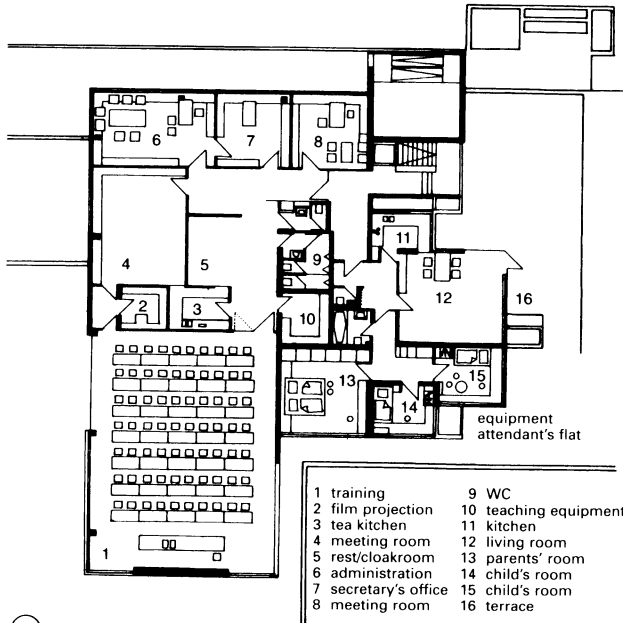 6
7
8
11
4
5
9
12
16
2
3
10
13
15
14
equipment
attendant's flat
1
1 training
2 film projection
3 tea kitchen
4 meeting room
5 rest/cloakroom
6 administration
7 secretary's office
8 meeting room
9 WC
10 teaching equipment
11 kitchen
12 living room
13 parents' room
14 child's room
15 child's room
16 terrace